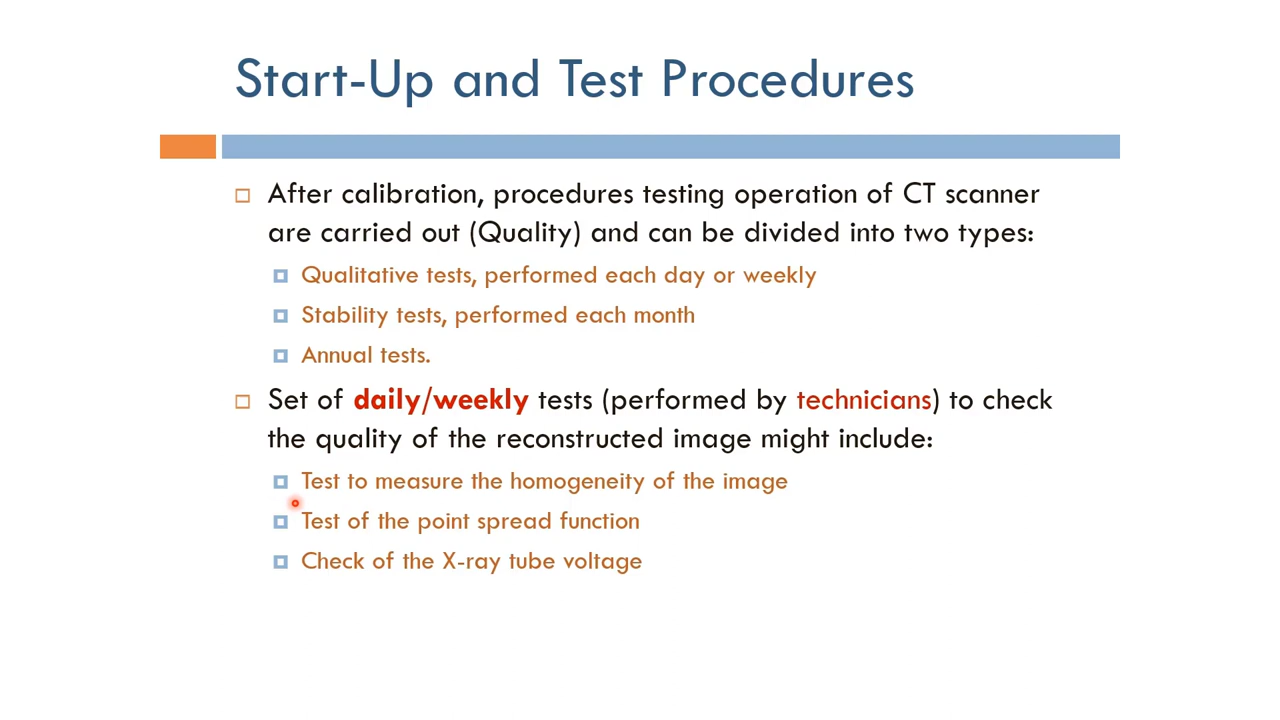 Start-Up and Test Procedures
After calibration, procedures testing operation of CT scanner
are carried out (Quality) and can be divided into two types:
Qualitative tests, performed each day or weekly
Stability tests, performed each month
Annual tests.
Set of daily/weekly tests (performed by technicians) to check
the quality of the reconstructed image might include:
Test to measure the homogeneity of the image
Test of the point spread function
Check of the X-ray tube voltage